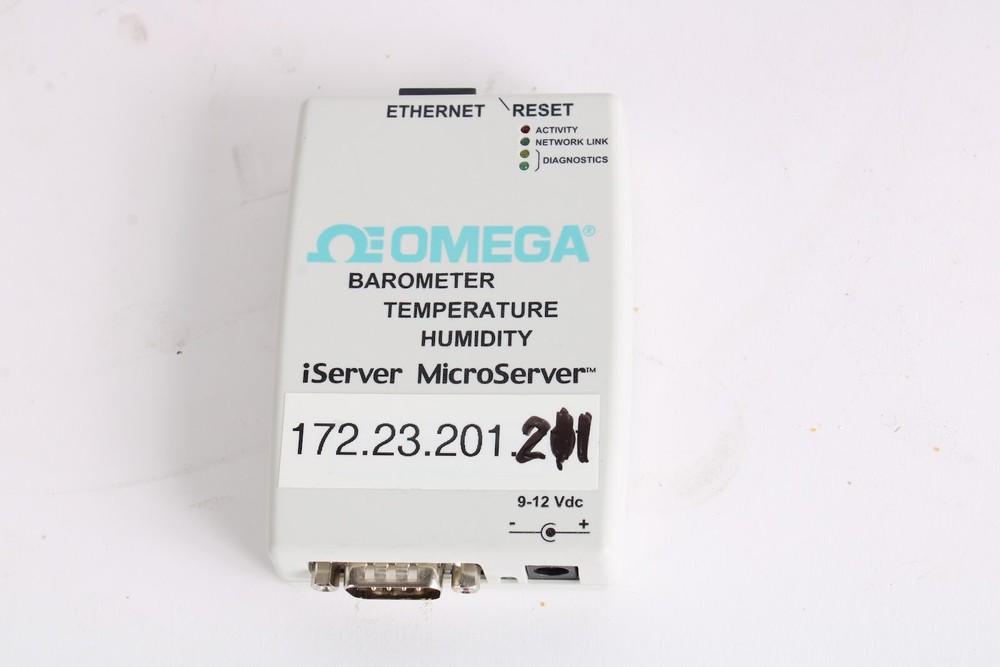 ETHERNET RESET
ACTIVITY
NETWORK LINK
DIAGNOSTICS
OMEGA®
BAROMETER
TEMPERATURE
HUMIDITY
iServer MicroServer™
172.23.201.211
9-12 Vdc
- +